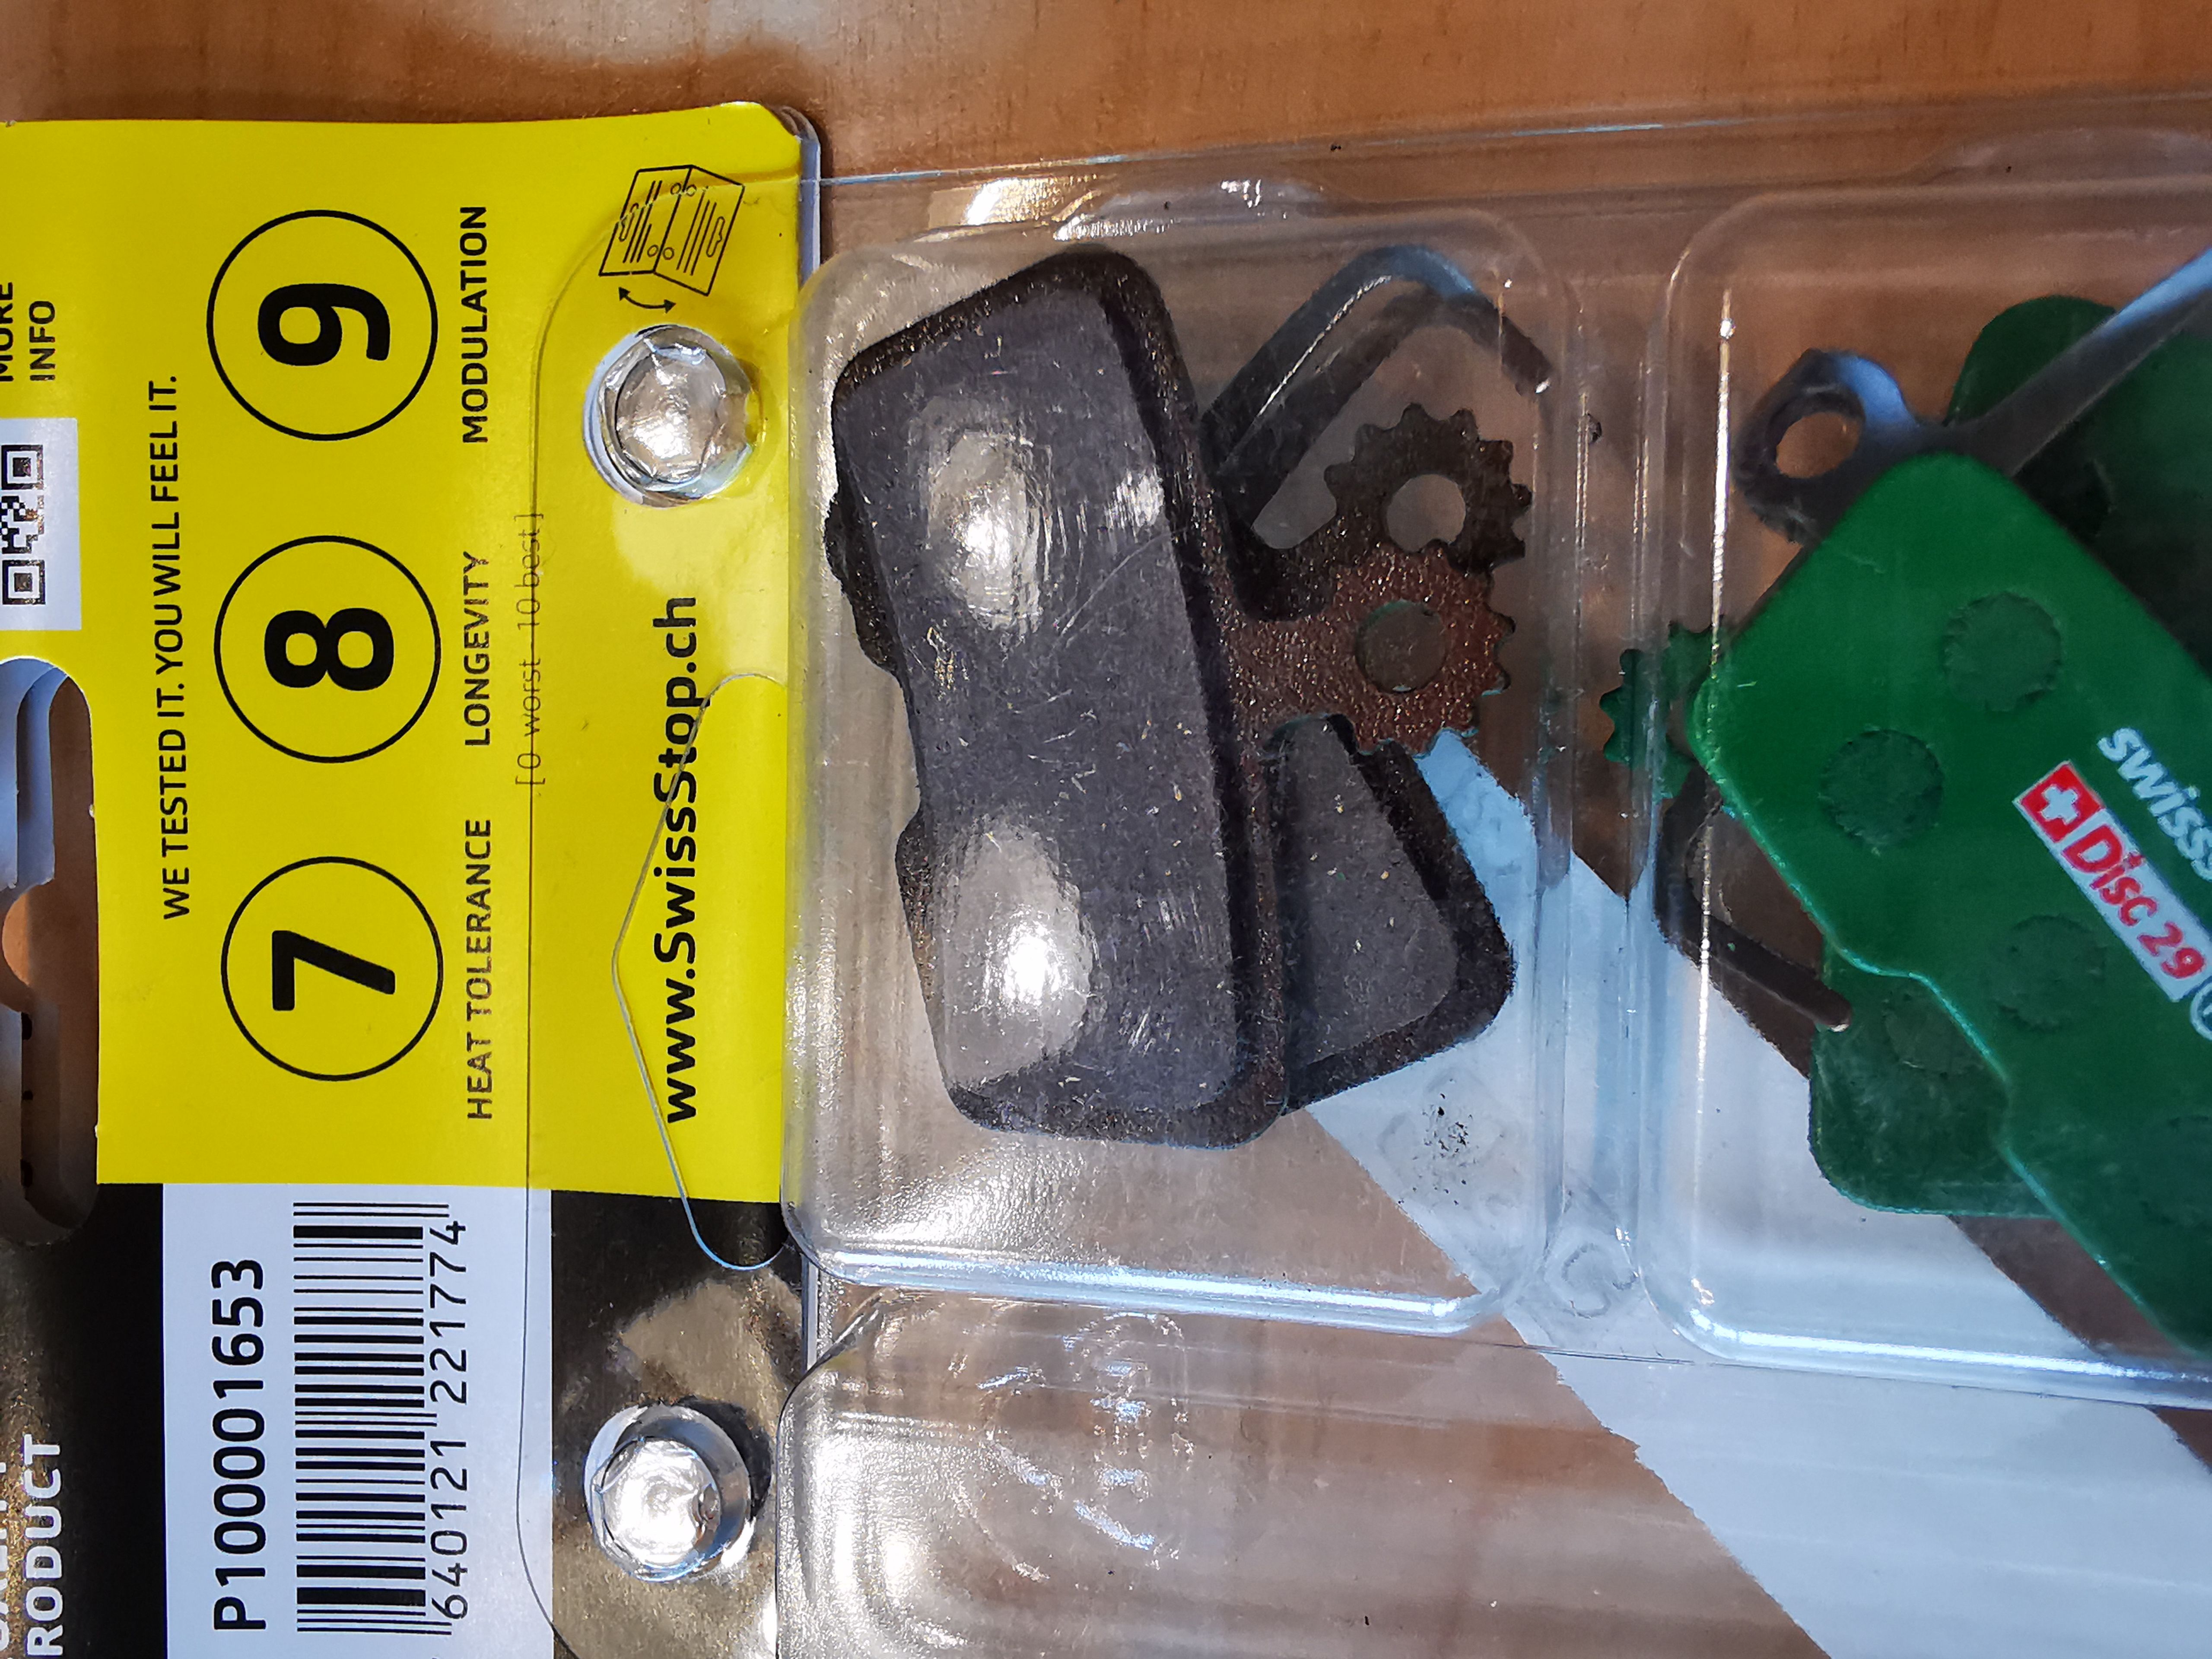 MORE
INFO
WE TESTED IT. YOU WILL FEEL IT.
7 8 9
HEAT TOLERANCE LONGEVITY MODULATION
[0 worst - 10 best]
www.SwissStop.ch
RODUCT
P100001653
640121 221774
swiss
Disc 29